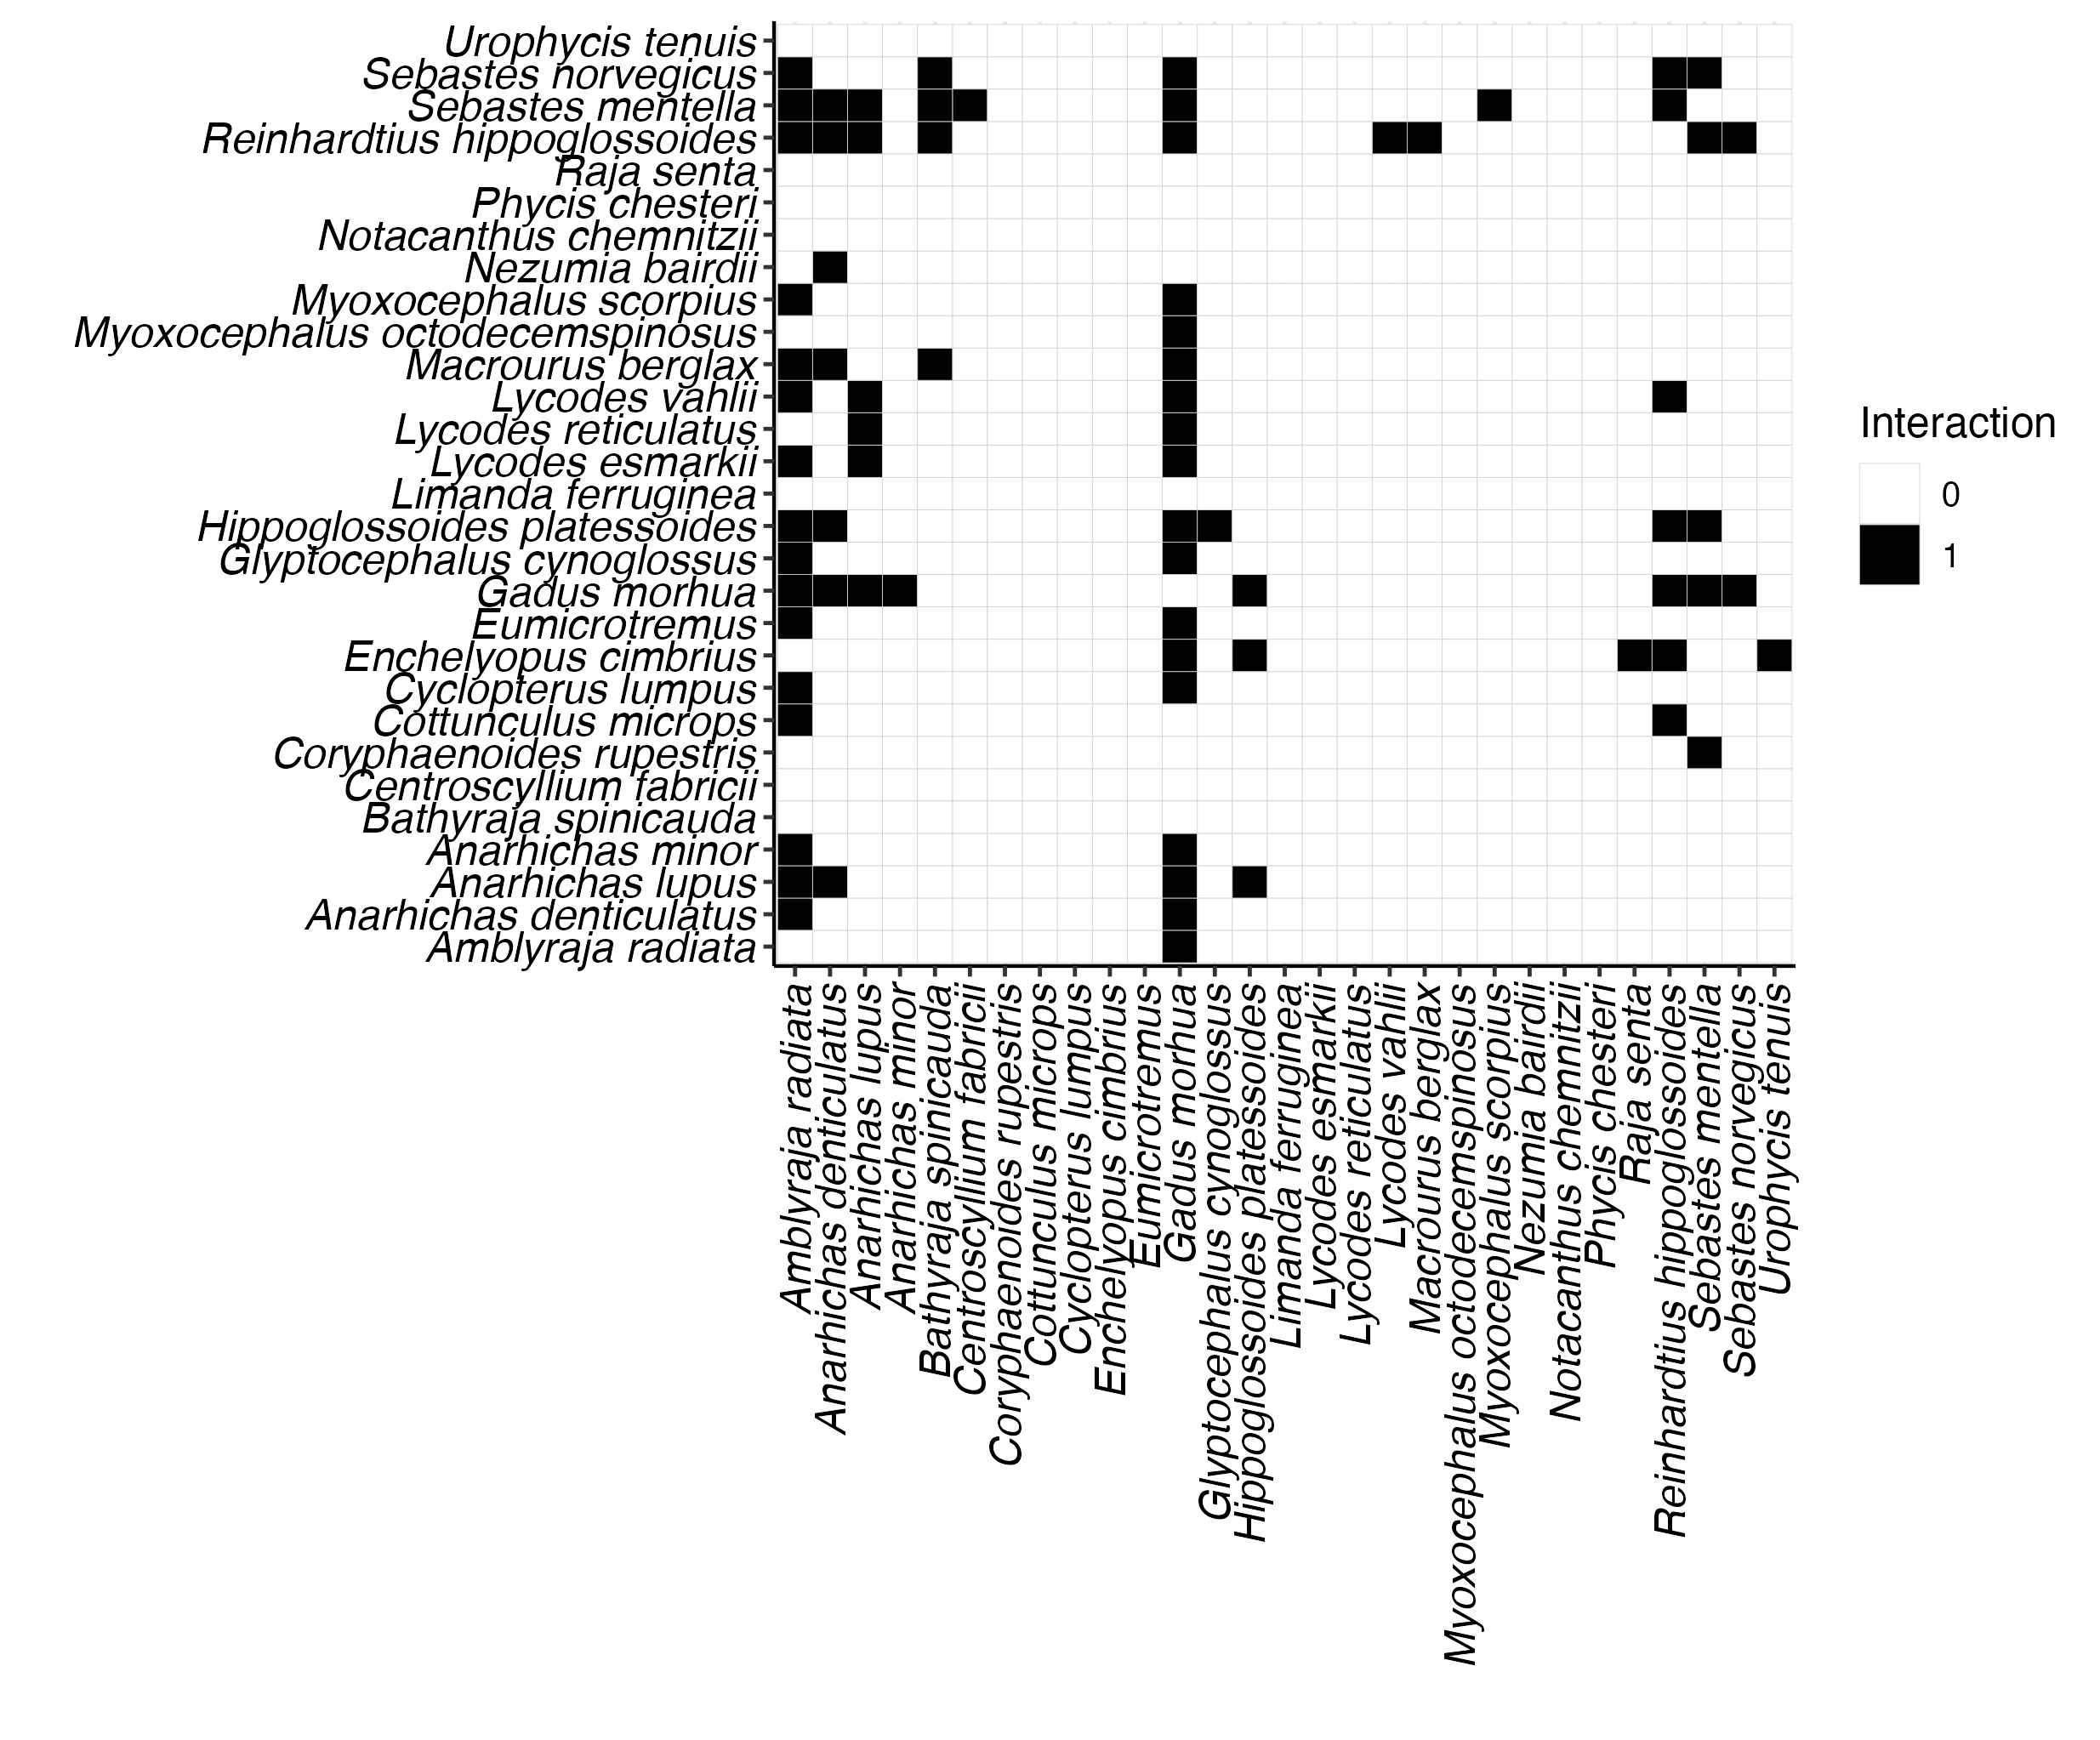 Urophycis tenuis
Sebastes norvegicus
Sebastes mentella
Reinhardtius hippoglossoides
Raja senta
Phycis chesteri
Notacanthus chemnitzii
Nezumia bairdii
Myoxocephalus scorpius
Myoxocephalus octodecemspinosus
Macrourus berglax
Lycodes vahlii
Lycodes reticulatus
Lycodes esmarkii
Limanda ferruginea
Hippoglossoides platessoides
Glyptocephalus cynoglossus
Gadus morhua
Eumicrotremus
Enchelyopus cimbrius
Cyclopterus lumpus
Cottunculus microps
Coryphaenoides rupestris
Centroscyllium fabricii
Bathyraja spinicauda
Anarhichas minor
Anarhichas lupus
Anarhichas denticulatus
Amblyraja radiata
Amblyraja radiata
Anarhichas denticulatus
Anarhichas lupus
Anarhichas minor
Bathyraja spinicauda
Centroscyllium fabricii
Coryphaenoides rupestris
Cottunculus microps
Cyclopterus lumpus
Enchelyopus cimbrius
Eumicrotremus
Gadus morhua
Glyptocephalus cynoglossus
Hippoglossoides platessoides
Limanda ferruginea
Lycodes esmarkii
Lycodes reticulatus
Lycodes vahlii
Macrourus berglax
Myoxocephalus octodecemspinosus
Myoxocephalus scorpius
Nezumia bairdii
Notacanthus chemnitzii
Phycis chesteri
Raja senta
Reinhardtius hippoglossoides
Sebastes mentella
Sebastes norvegicus
Urophycis tenuis
Interaction
0
1